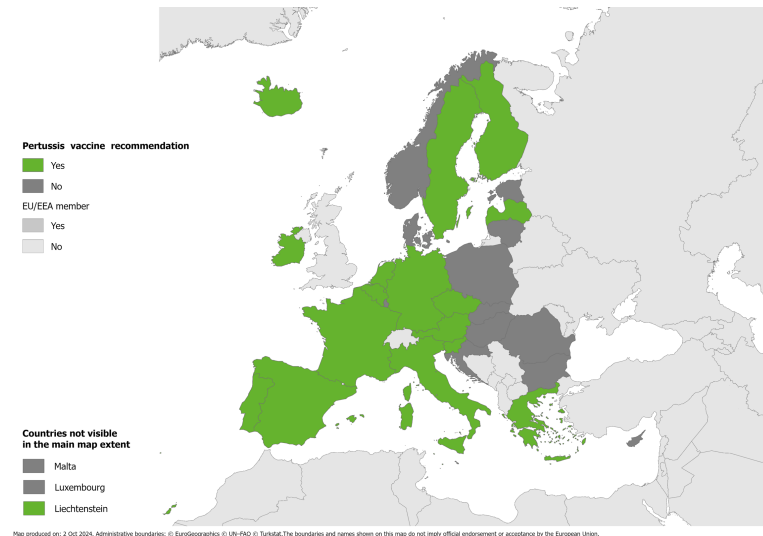 Pertussis vaccine recommendation
Yes
No
EU/EEA member
Yes
No
Countries not visible
in the main map extent
Malta
Luxembourg
Liechtenstein
Map produced on: 2 Oct 2024. Administrative boundaries: © EuroGeographics © UN-FAO © Turkstat.The boundaries and names shown on this map do not imply official endorsement or acceptance by the European Union.